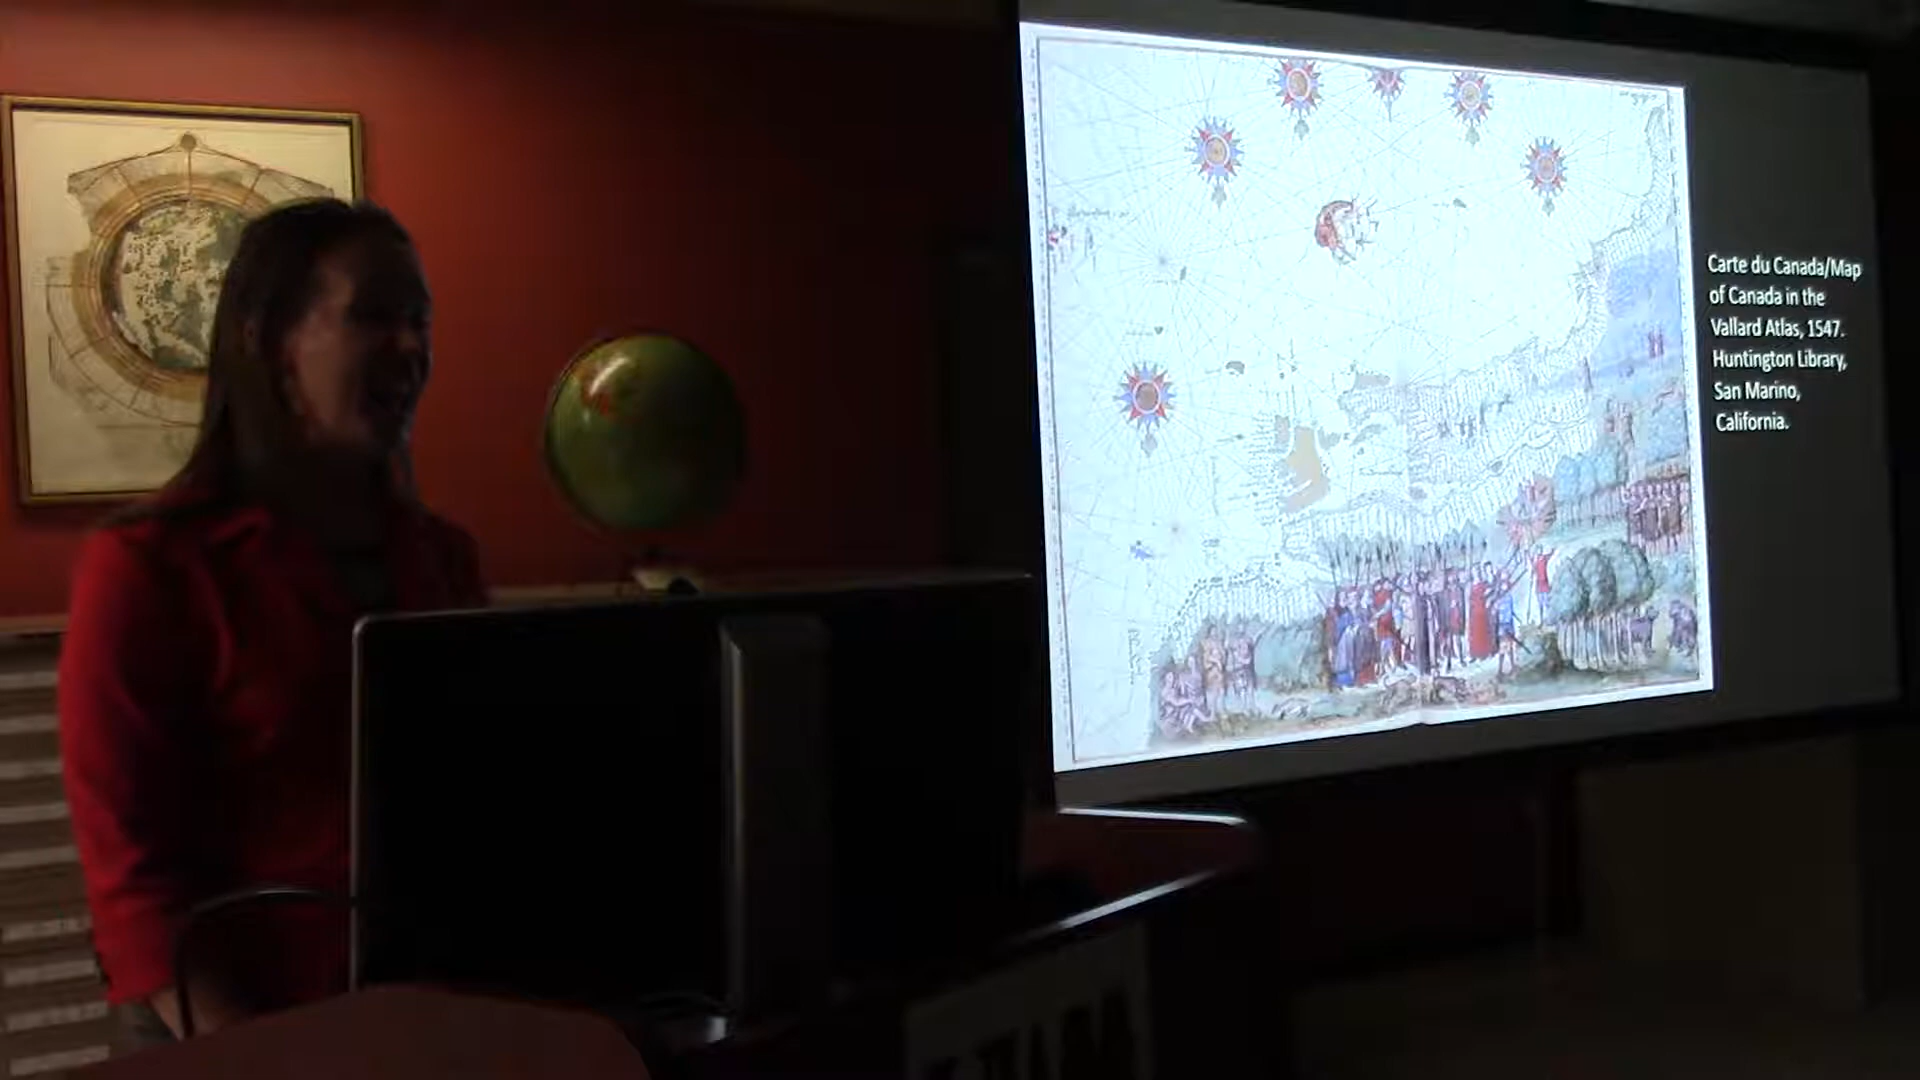 Carte du Canada/Map
of Canada in the
Vallard Atlas, 1547.
Huntington Library,
San Marino,
California.